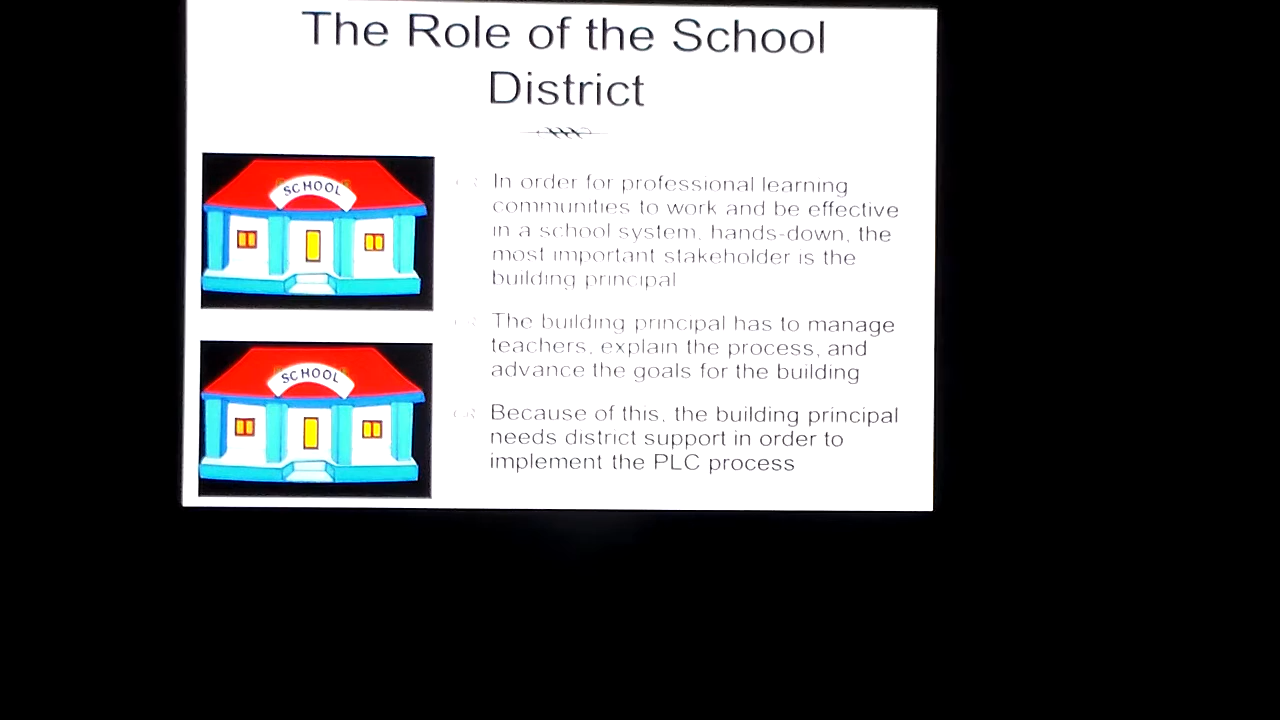 The Role of the School
District
SCHOOL
In order for professional learning
communities to work and be effective
in a school system, hands-down, the
most important stakeholder is the
building principal
The building principal has to manage
teachers, explain the process, and
advance the goals for the building
SCHOOL
Because of this, the building principal
needs district support in order to
implement the PLC process